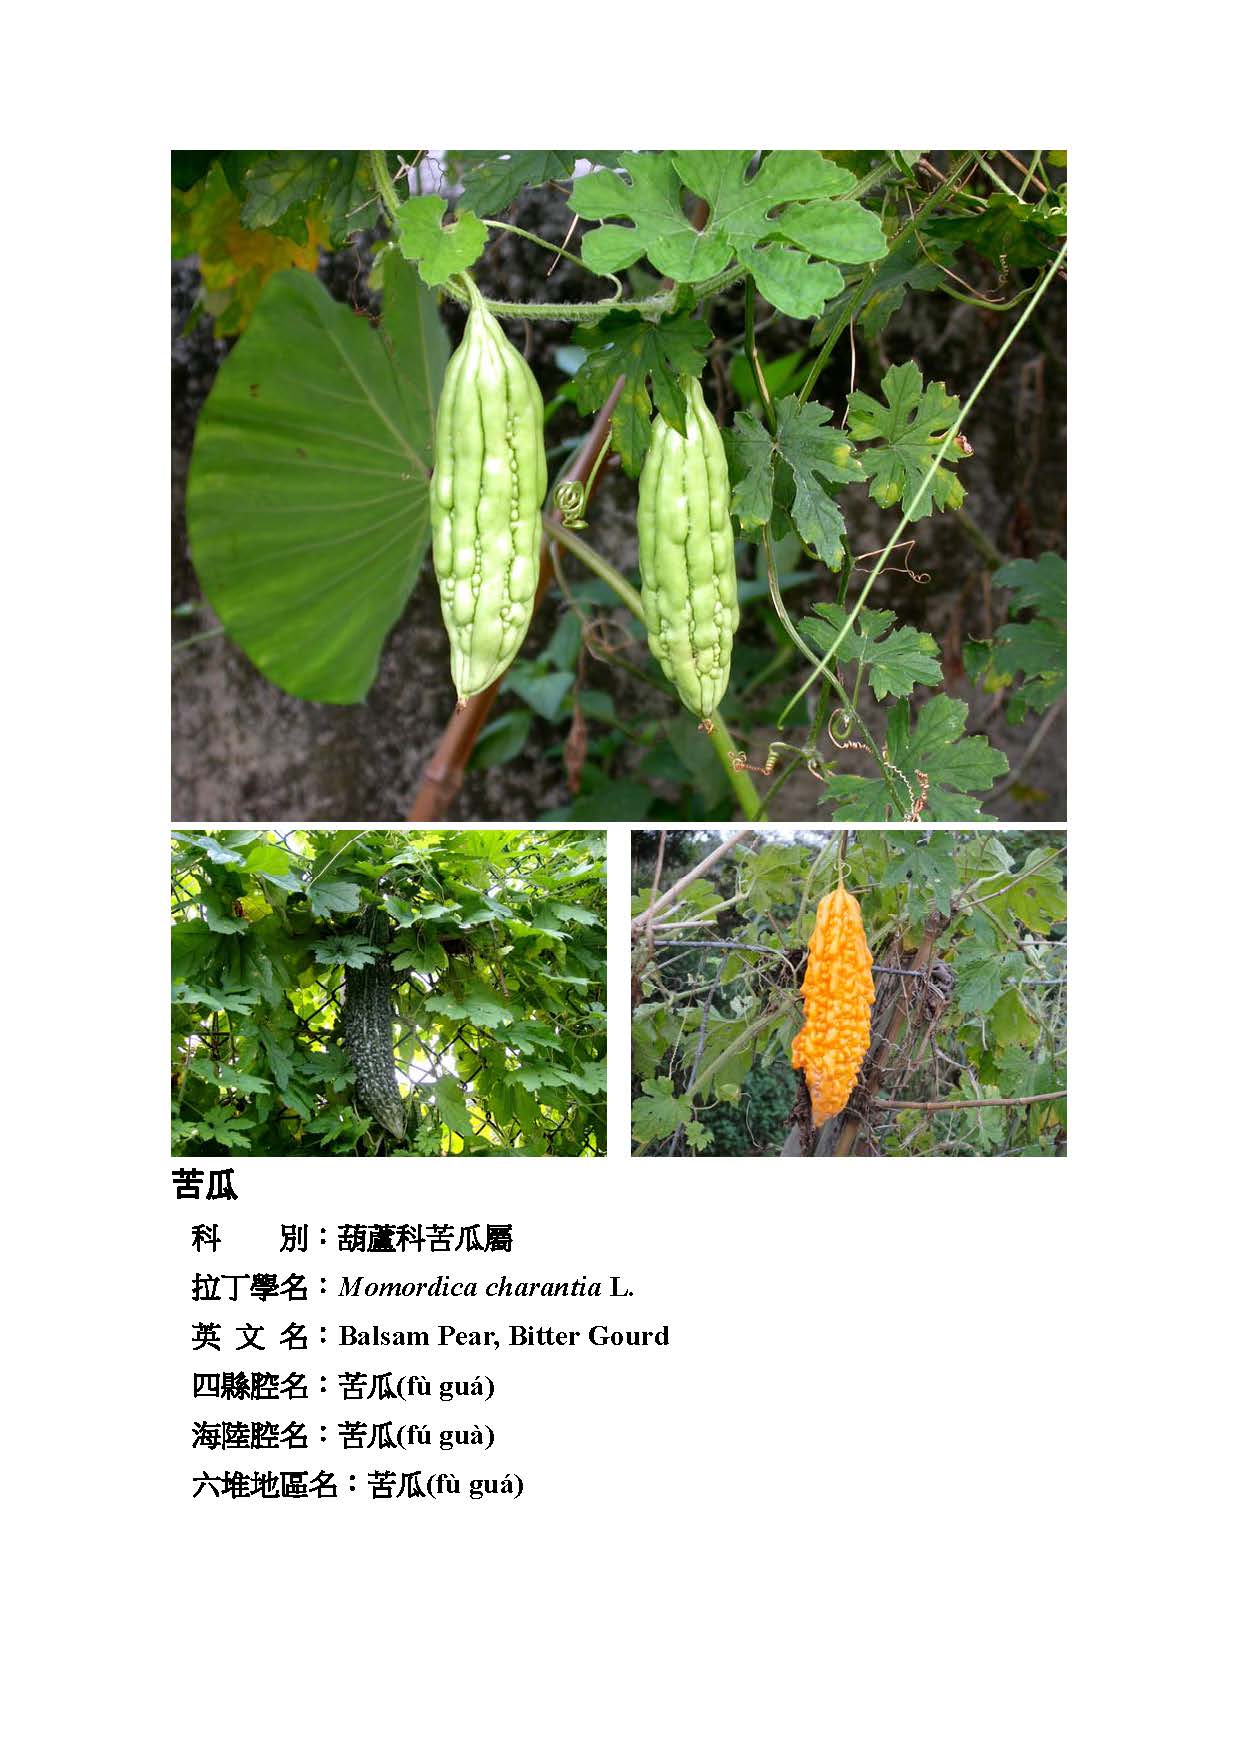 苦瓜
科　　別：葫蘆科苦瓜屬
拉丁學名：Momordica charantia L.
英 文 名：Balsam Pear, Bitter Gourd
四縣腔名：苦瓜(fù guá)
海陸腔名：苦瓜(fú guà)
六堆地區名：苦瓜(fù guá)